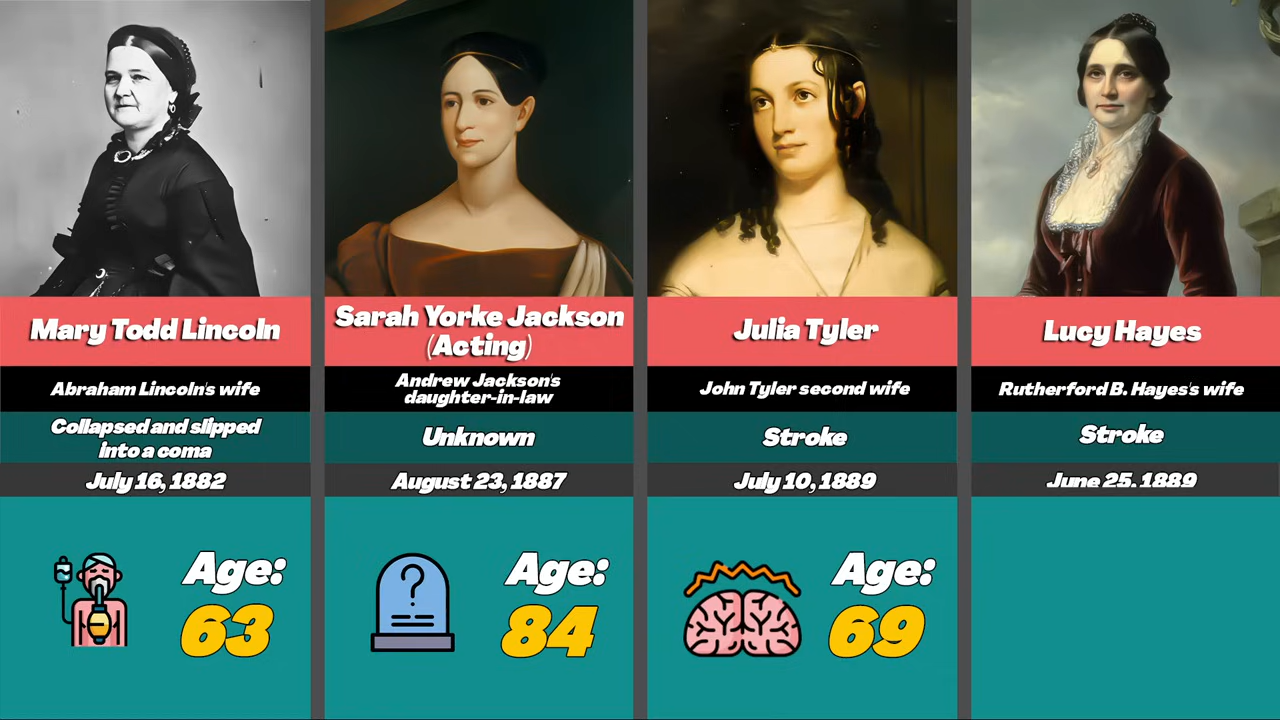 Mary Todd Lincoln
Abraham Lincoln's wife
Collapsed and slipped
into a coma
July 16, 1882
Age:
63
Sarah Yorke Jackson
(Acting)
Andrew Jackson's
daughter-in-law
Unknown
August 23, 1887
?
Age:
84
Julia Tyler
John Tyler second wife
Stroke
July 10, 1889
Age:
69
Lucy Hayes
Rutherford B. Hayes's wife
Stroke
June 25, 1889